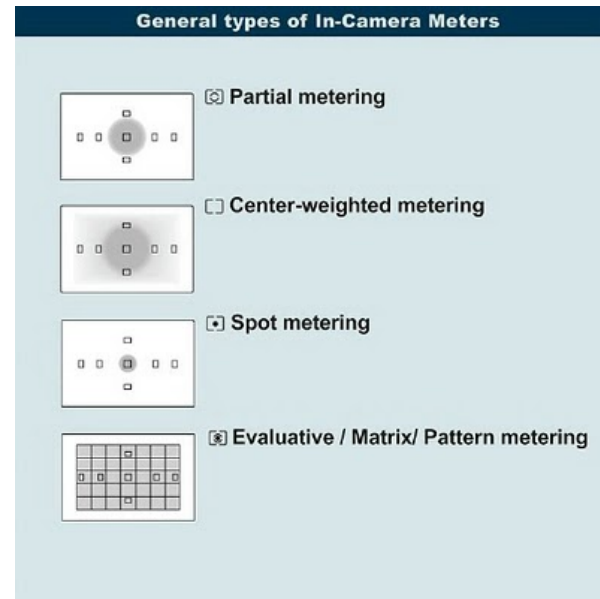 General types of In-Camera Meters
Partial metering
Center-weighted metering
Spot metering
Evaluative / Matrix/ Pattern metering